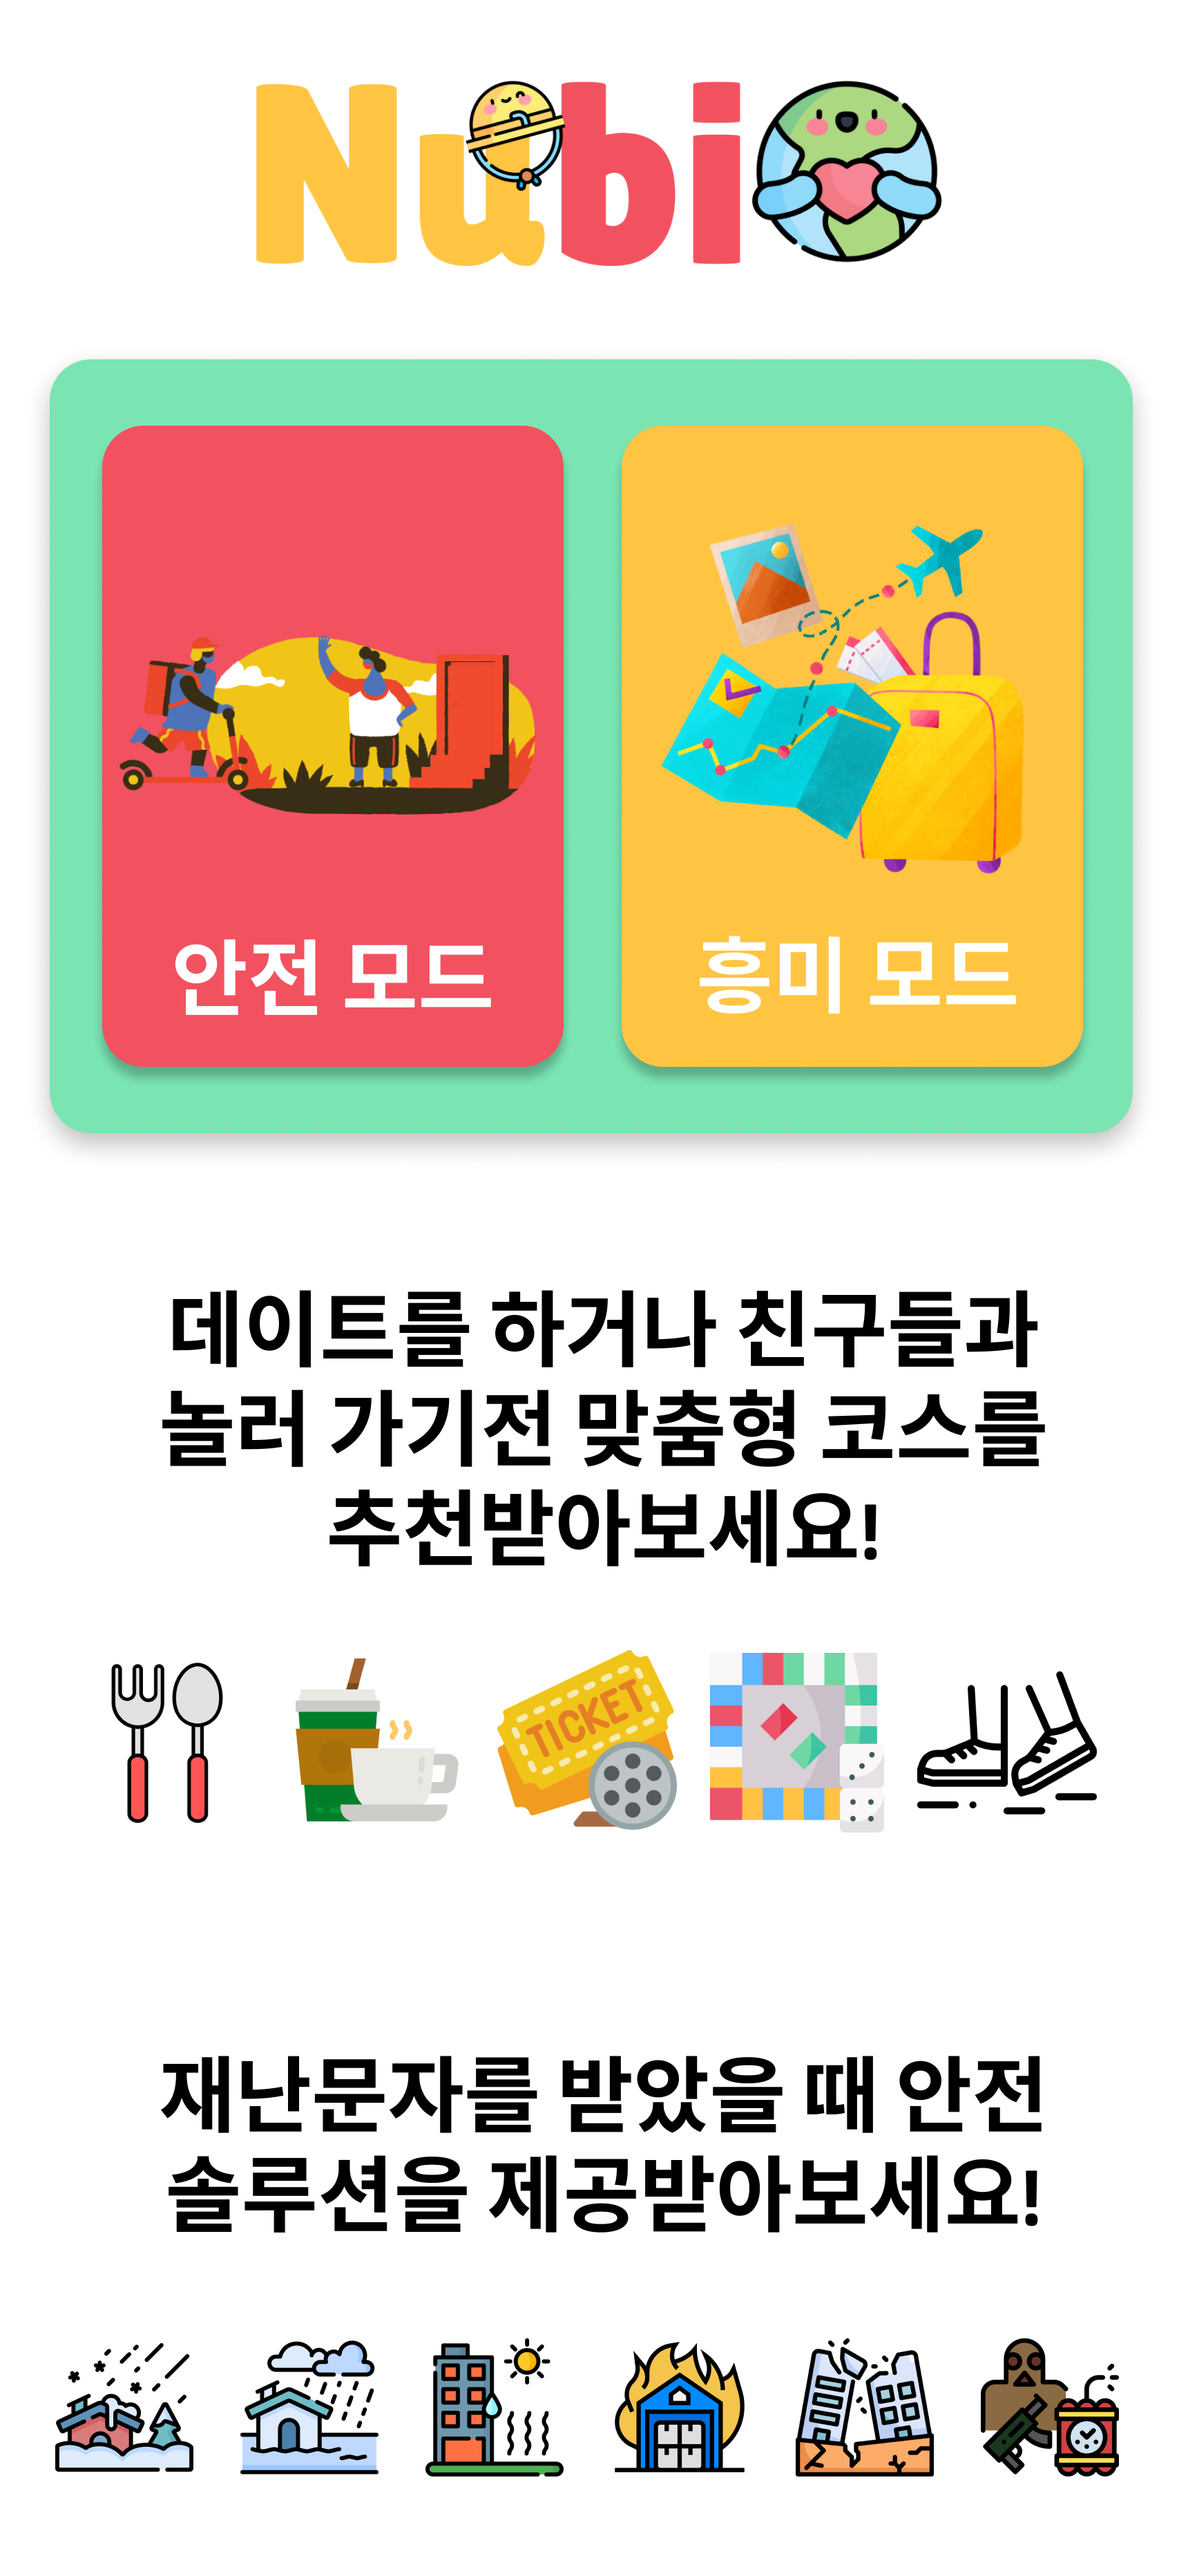 Nubio
안전 모드
흥미 모드
데이트를 하거나 친구들과
놀러 가기전 맞춤형 코스를
추천받아보세요!
TICKET
재난문자를 받았을 때 안전
솔루션을 제공받아보세요!